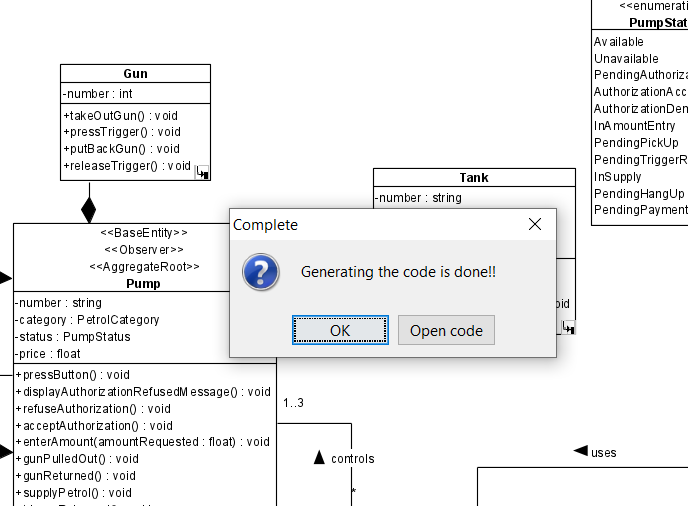 <<enumerati
PumpStat
Available
Unavailable
PendingAuthoriza
AuthorizationAcc
AuthorizationDen
InAmountEntry
PendingPickUp
PendingTriggerR
InSupply
PendingHangUp
PendingPayment
Gun
-number : int
+takeOutGun() : void
+pressTrigger() : void
+putBackGun() : void
+releaseTrigger() : void
Tank
-number : string
oid
Complete
Generating the code is done!!
OK
Open code
<<BaseEntity>>
<<Observer>>
<<AggregateRoot>>
Pump
-number : string
-category : PetrolCategory
-status : PumpStatus
-price : float
+pressButton() : void
+displayAuthorizationRefusedMessage() : void
+refuseAuthorization() : void
+acceptAuthorization() : void
+enterAmount(amountRequested : float) : void
+gunPulledOut() : void
+gunReturned() : void
+supplyPetrol() : void
1..3
controls
*
uses